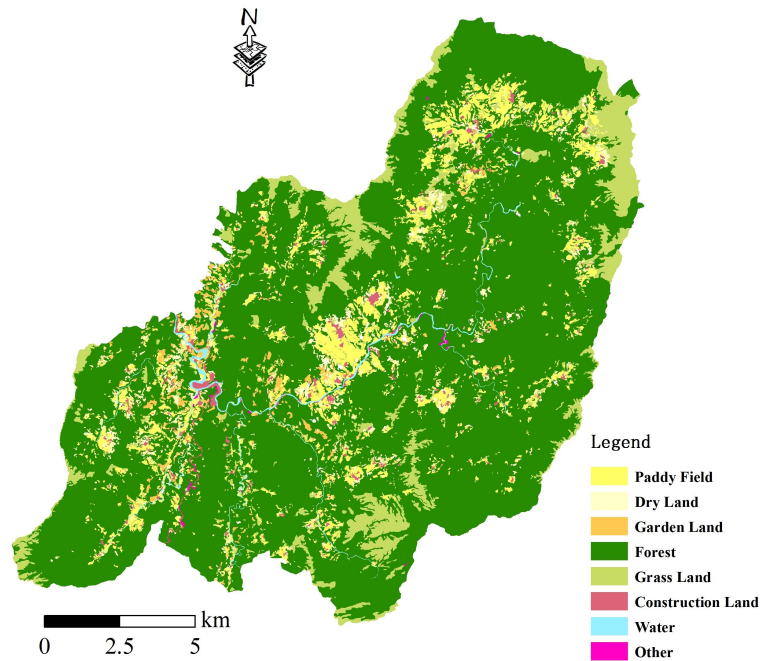 N
Legend
Paddy Field
Dry Land
Garden Land
Forest
Grass Land
Construction Land
Water
Other
km
0 2.5 5